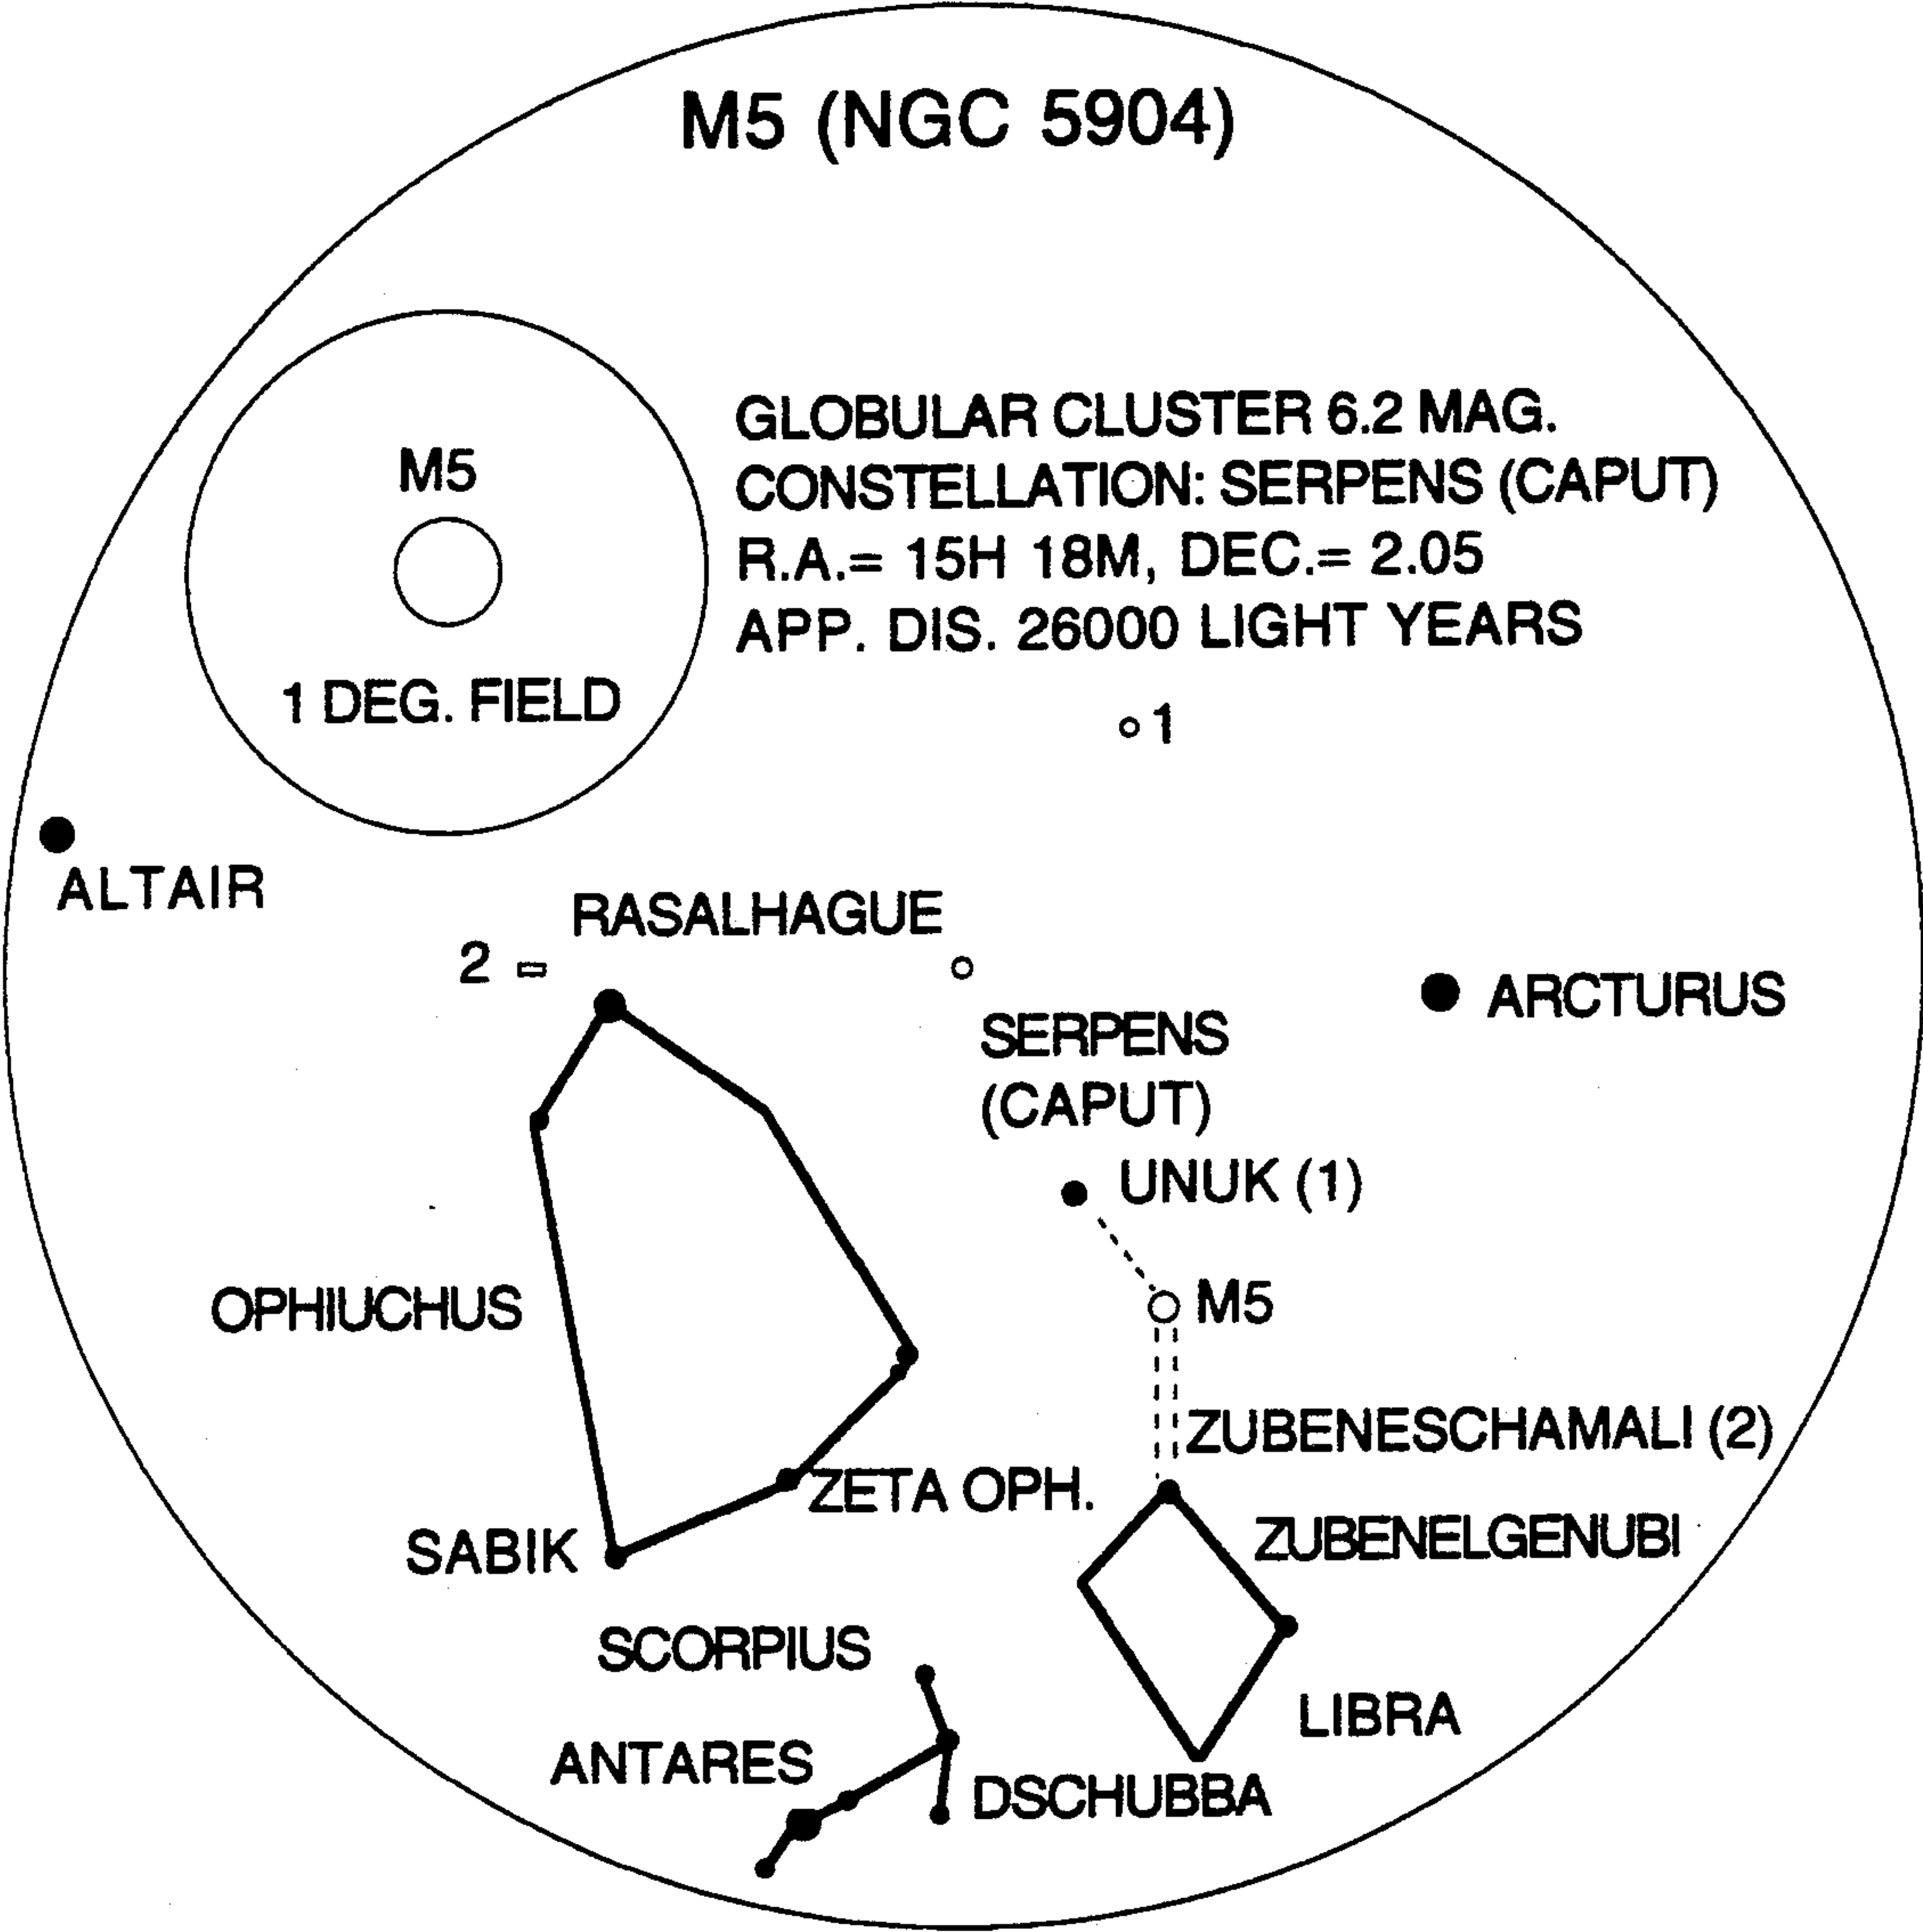 M5 (NGC 5904)
GLOBULAR CLUSTER 6.2 MAG.
CONSTELLATION: SERPENS (CAPUT)
R.A.= 15H 18M, DEC.= 2.05
APP. DIS. 26000 LIGHT YEARS
M5
1 DEG. FIELD
1
ALTAIR
RASALHAGUE
2 =
ARCTURUS
SERPENS
(CAPUT)
UNUK (1)
OPHIUCHUS
M5
ZUBENESCHAMALI (2)
ZETA OPH.
SABIK
ZUBENELGENUBI
SCORPIUS
LIBRA
ANTARES
DSCHUBBA